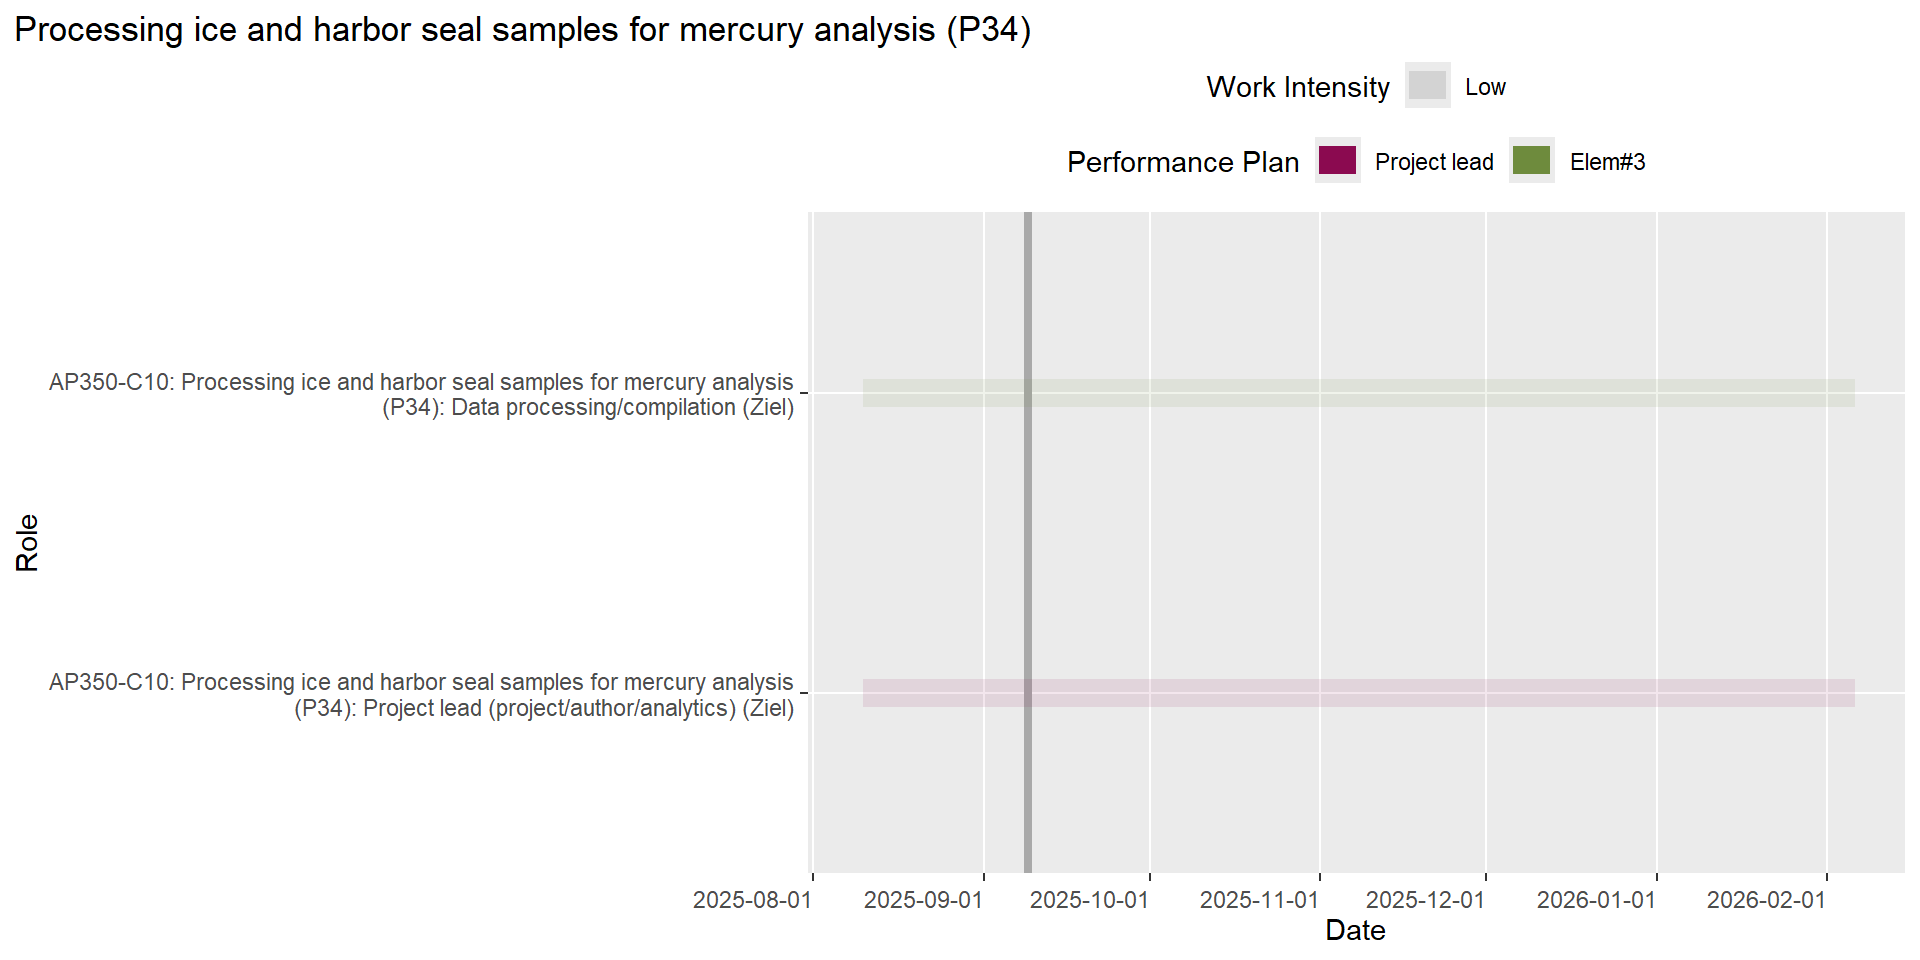 Processing ice and harbor seal samples for mercury analysis (P34)
Work Intensity Low
Performance Plan Project lead Elem#3
AP350-C10: Processing ice and harbor seal samples for mercury analysis
(P34): Data processing/compilation (Ziel)
Role
AP350-C10: Processing ice and harbor seal samples for mercury analysis
(P34): Project lead (project/author/analytics) (Ziel)
2025-08-01 2025-09-01 2025-10-01 2025-11-01 2025-12-01 2026-01-01 2026-02-01
Date